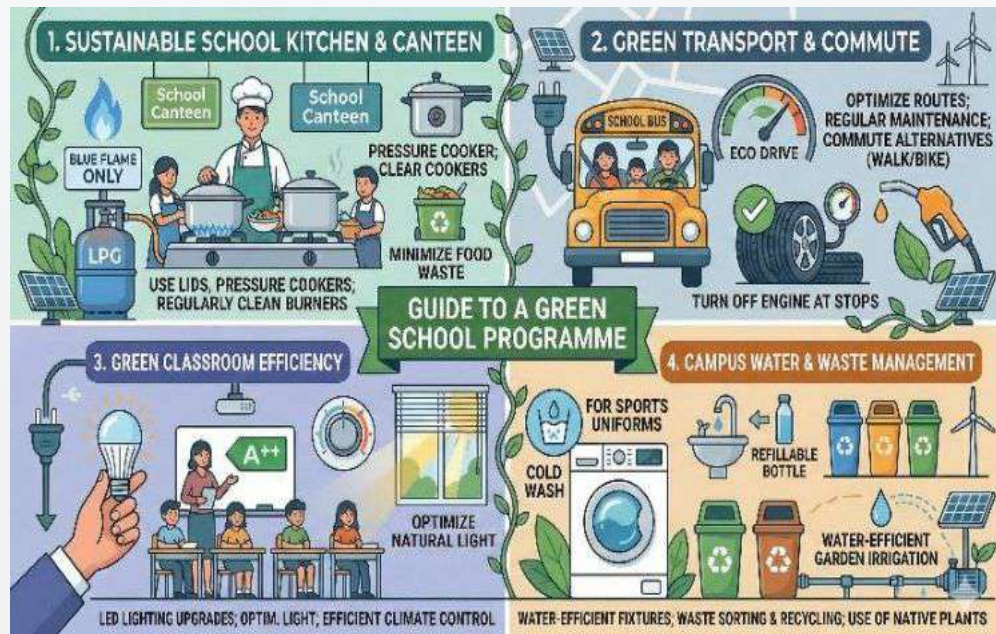 1. SUSTAINABLE SCHOOL KITCHEN & CANTEEN
School
Canteen
School
Canteen
BLUE FLAME
ONLY
LPG
PRESSURE COOKER;
CLEAR COOKERS
MINIMIZE FOOD
WASTE
USE LIDS, PRESSURE COOKERS;
REGULARLY CLEAN BURNERS
2. GREEN TRANSPORT & COMMUTE
SCHOOL BUS
ECO DRIVE
OPTIMIZE ROUTES;
REGULAR MAINTENANCE;
COMMUTE ALTERNATIVES
(WALK/BIKE)
TURN OFF ENGINE AT STOPS
GUIDE TO A GREEN
SCHOOL PROGRAMME
3. GREEN CLASSROOM EFFICIENCY
A++
OPTIMIZE
NATURAL LIGHT
LED LIGHTING UPGRADES; OPTIM. LIGHT; EFFICIENT CLIMATE CONTROL
4. CAMPUS WATER & WASTE MANAGEMENT
FOR SPORTS
UNIFORMS
COLD
WASH
REFILLABLE
BOTTLE
WATER-EFFICIENT
GARDEN IRRIGATION
WATER-EFFICIENT FIXTURES; WASTE SORTING & RECYCLING; USE OF NATIVE PLANTS